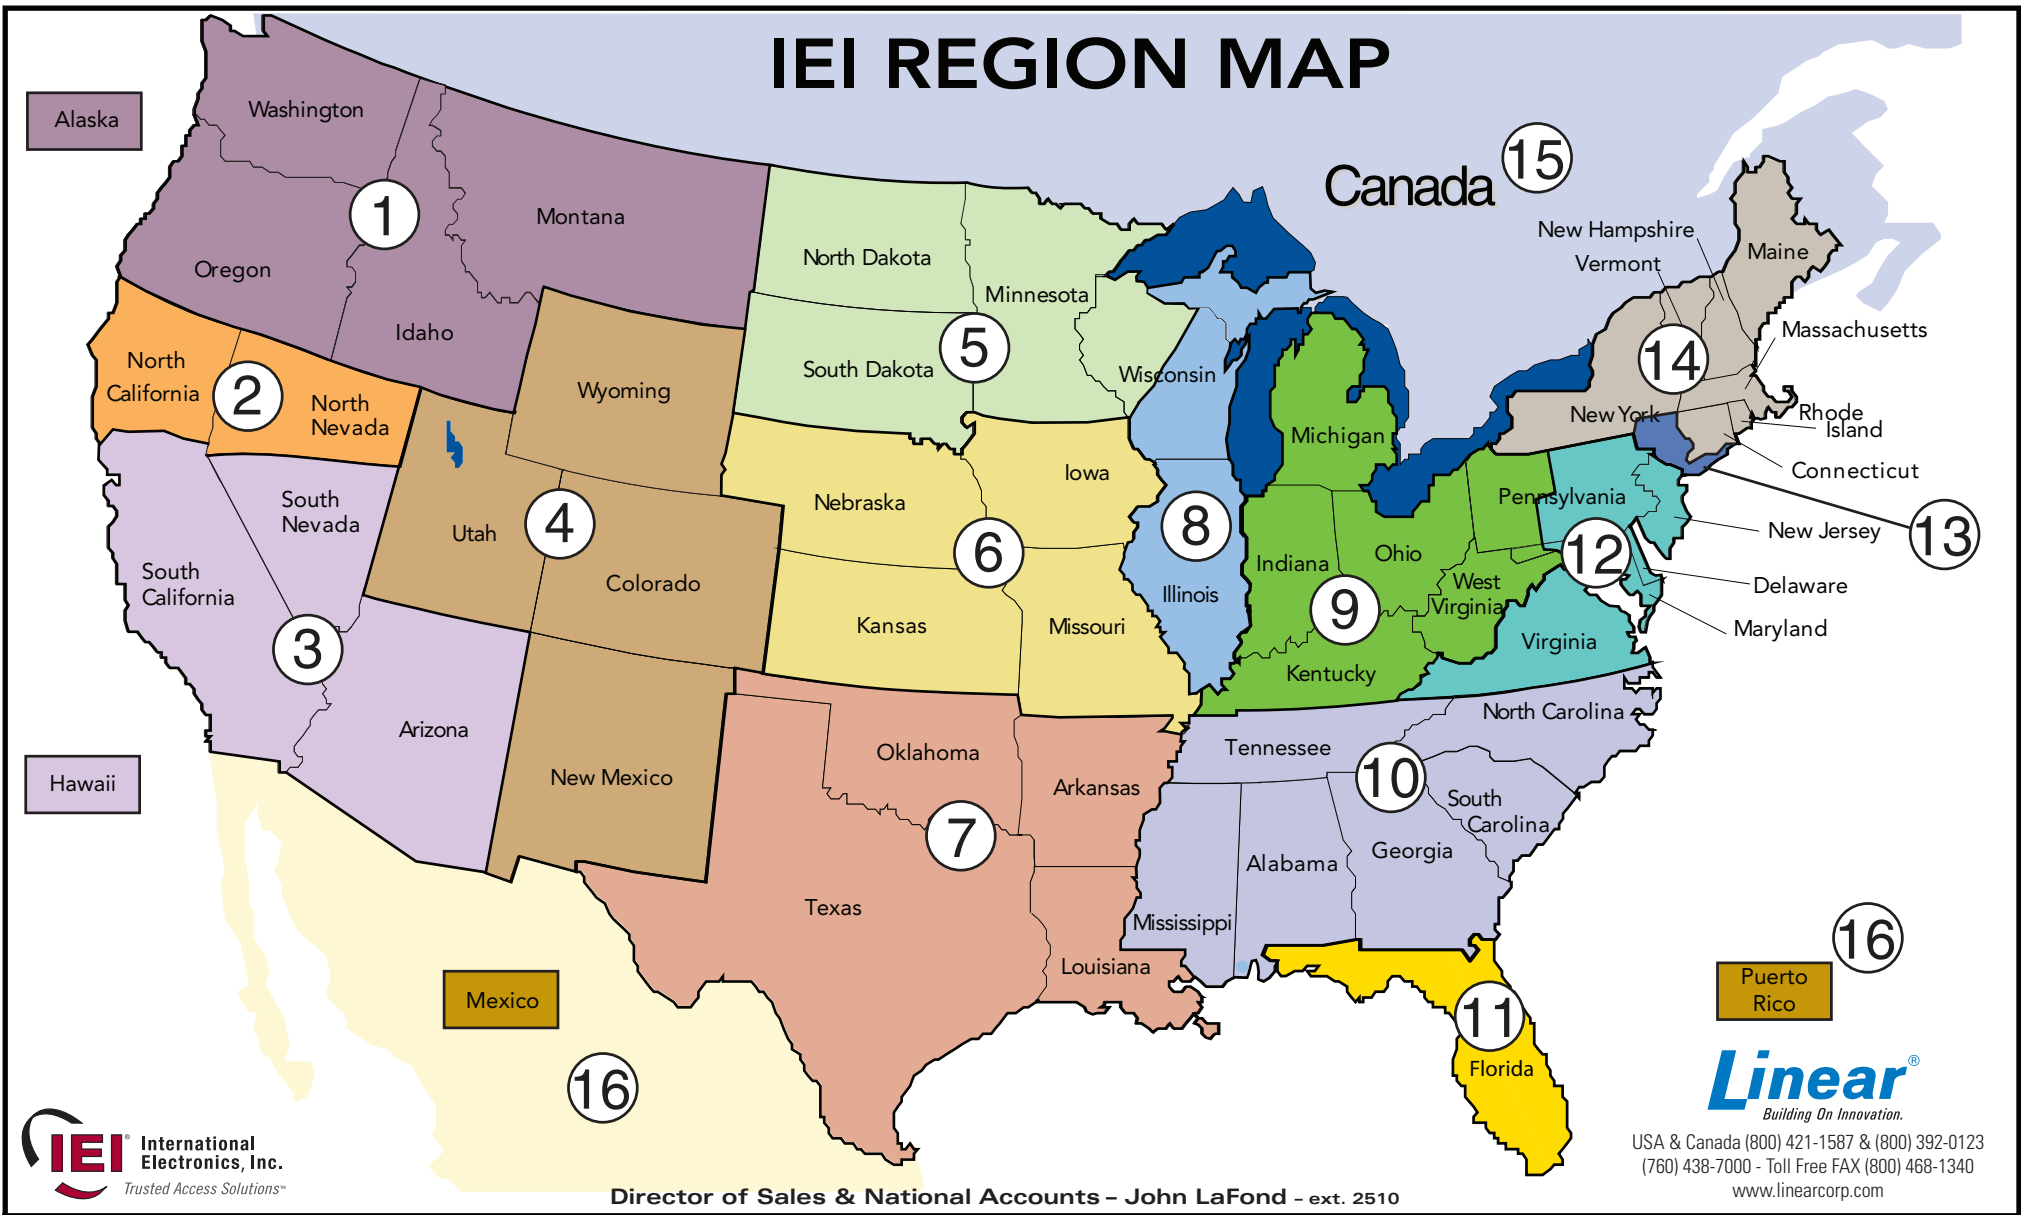 IEI REGION MAP
Alaska
Washington
Oregon
Idaho
Montana
1
North
California
North
Nevada
2
South
California
South
Nevada
Arizona
3
Hawaii
Wyoming
Utah
Colorado
New Mexico
4
North Dakota
South Dakota
Minnesota
Wisconsin
5
Nebraska
Iowa
Kansas
Missouri
6
Oklahoma
Arkansas
Texas
Louisiana
7
8
Illinois
Michigan
Indiana
Ohio
West
Virginia
Kentucky
Pennsylvania
9
Tennessee
North Carolina
South
Carolina
Mississippi
Alabama
Georgia
10
11
Florida
12
Virginia
New Jersey
Delaware
Maryland
13
14
New Hampshire
Vermont
Maine
Massachusetts
New York
Rhode
Island
Connecticut
Canada
15
Mexico
16
Puerto
Rico
16
IEI®
International
Electronics, Inc.
Trusted Access Solutions™
Director of Sales & National Accounts – John LaFond – ext. 2510
Linear®
Building On Innovation.
USA & Canada (800) 421-1587 & (800) 392-0123
(760) 438-7000 - Toll Free FAX (800) 468-1340
www.linearcorp.com